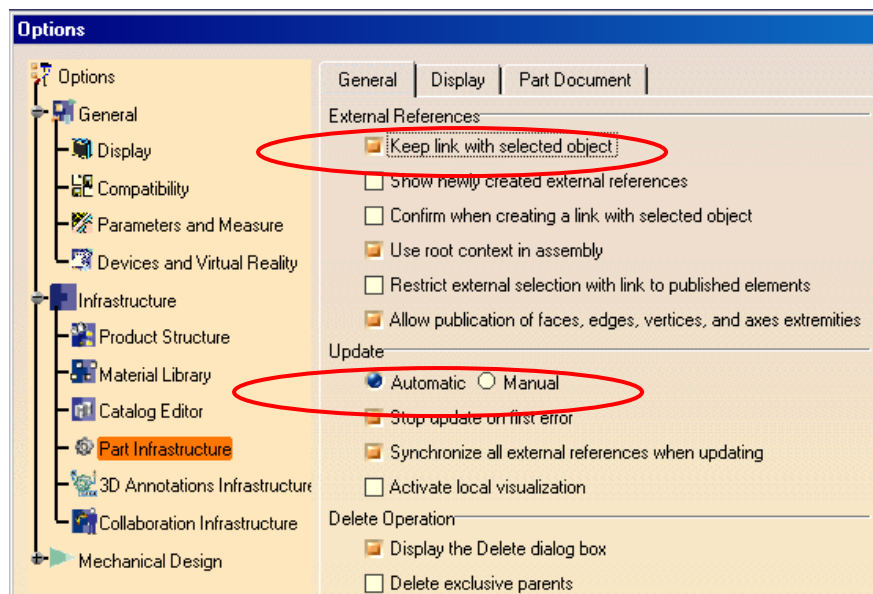 Options
Options
General
Display
Compatibility
Parameters and Measure
Devices and Virtual Reality
Infrastructure
Product Structure
Material Library
Catalog Editor
Part Infrastructure
3D Annotations Infrastructure
Collaboration Infrastructure
Mechanical Design
General Display Part Document
External References
Keep link with selected object
Show newly created external references
Confirm when creating a link with selected object
Use root context in assembly
Restrict external selection with link to published elements
Allow publication of faces, edges, vertices, and axes extremities
Update
Automatic Manual
Stop update on first error
Synchronize all external references when updating
Activate local visualization
Delete Operation
Display the Delete dialog box
Delete exclusive parents